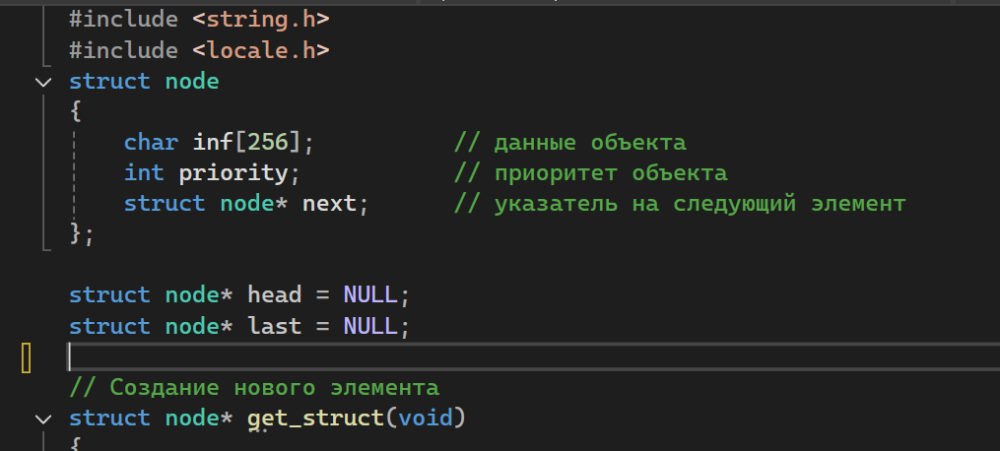 #include <string.h>
#include <locale.h>
struct node
{
char inf[256]; // данные объекта
int priority; // приоритет объекта
struct node* next; // указатель на следующий элемент
};
struct node* head = NULL;
struct node* last = NULL;
// Создание нового элемента
struct node* get_struct(void)
{